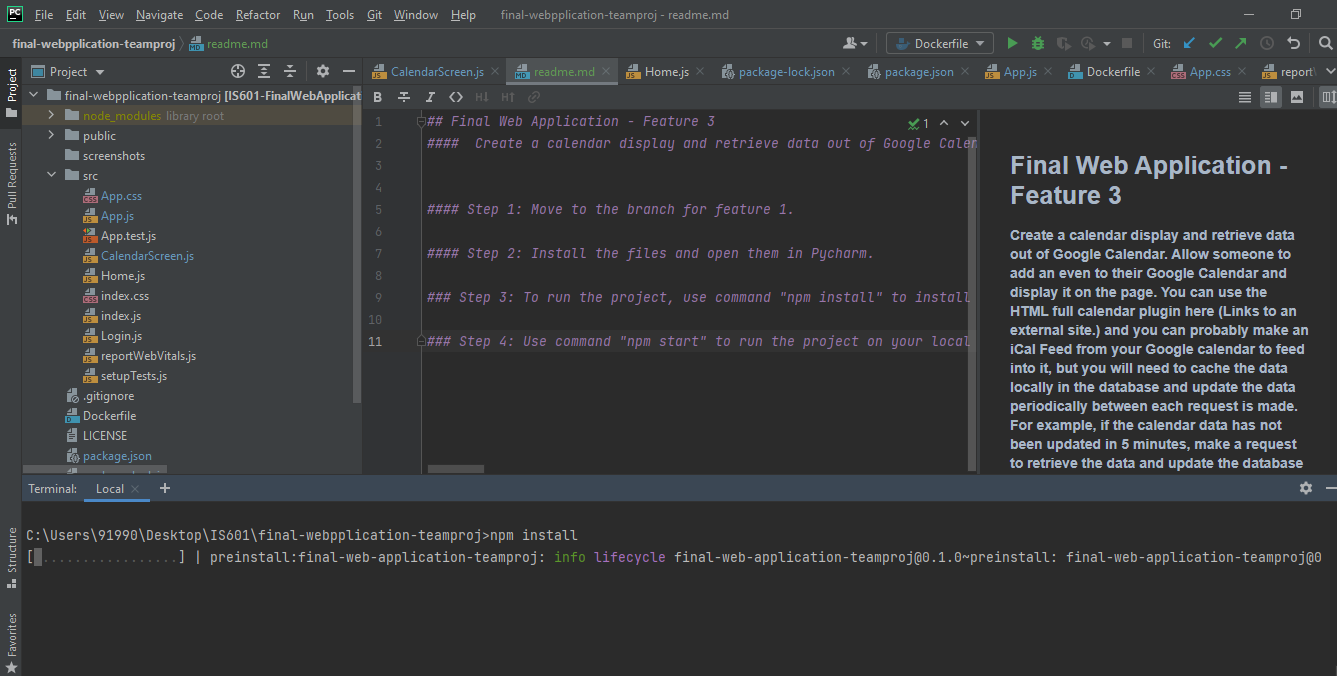 PC File Edit View Navigate Code Refactor Run Tools Git Window Help final-webpplication-teamproj - readme.md
final-webpplication-teamproj readme.md Dockerfile Git:
Project CalendarScreen.js readme.md Home.js package-lock.json package.json App.js Dockerfile App.css report
Project
Pull Requests
Structure
Favorites
final-webpplication-teamproj [IS601-FinalWebApplicat
node_modules library root
public
screenshots
src
App.css
App.js
App.test.js
CalendarScreen.js
Home.js
index.css
index.js
Login.js
reportWebVitals.js
setupTests.js
.gitignore
Dockerfile
LICENSE
package.json
B I H↓ H↑
1 ## Final Web Application - Feature 3 1
2 ####  Create a calendar display and retrieve data out of Google Calen
3
4
5 #### Step 1: Move to the branch for feature 1.
6
7 #### Step 2: Install the files and open them in Pycharm.
8
9 ### Step 3: To run the project, use command "npm install" to install
10
11 ### Step 4: Use command "npm start" to run the project on your local
Final Web Application -
Feature 3
Create a calendar display and retrieve data
out of Google Calendar. Allow someone to
add an even to their Google Calendar and
display it on the page. You can use the
HTML full calendar plugin here (Links to an
external site.) and you can probably make an
iCal Feed from your Google calendar to feed
into it, but you will need to cache the data
locally in the database and update the data
periodically between each request is made.
For example, if the calendar data has not
been updated in 5 minutes, make a request
to retrieve the data and update the database
Terminal: Local +
C:\Users\91990\Desktop\IS601\final-webpplication-teamproj>npm install
[ .................] | preinstall:final-web-application-teamproj: info lifecycle final-web-application-teamproj@0.1.0~preinstall: final-web-application-teamproj@0